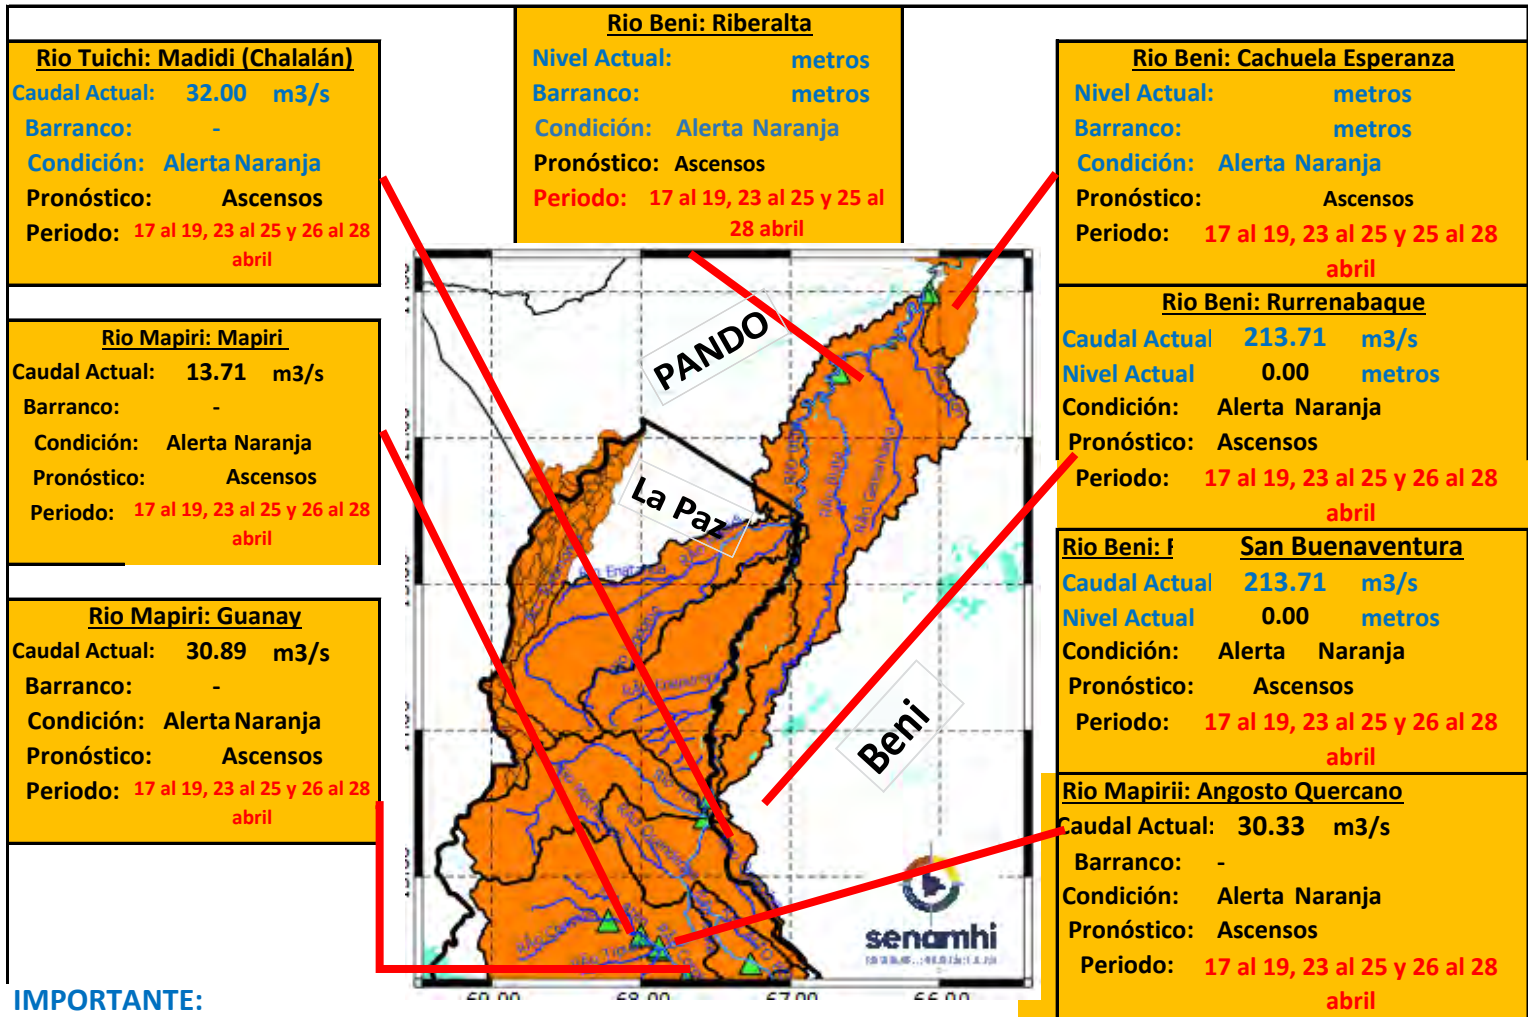 Rio Tuichi: Madidi (Chalalán)
Caudal Actual: 32.00 m3/s
Barranco: -
Condición: Alerta Naranja
Pronóstico: Ascensos
Periodo: 17 al 19, 23 al 25 y 26 al 28
abril
Rio Mapiri: Mapiri
Caudal Actual: 13.71 m3/s
Barranco: -
Condición: Alerta Naranja
Pronóstico: Ascensos
Periodo: 17 al 19, 23 al 25 y 26 al 28
abril
Rio Mapiri: Guanay
Caudal Actual: 30.89 m3/s
Barranco: -
Condición: Alerta Naranja
Pronóstico: Ascensos
Periodo: 17 al 19, 23 al 25 y 26 al 28
abril
IMPORTANTE:
Rio Beni: Riberalta
Nivel Actual: metros
Barranco: metros
Condición: Alerta Naranja
Pronóstico: Ascensos
Periodo: 17 al 19, 23 al 25 y 25 al
28 abril
PANDO
La Paz
Beni
senamhi
69.00 68.00 67.00 66.00
Rio Beni: Cachuela Esperanza
Nivel Actual: metros
Barranco: metros
Condición: Alerta Naranja
Pronóstico: Ascensos
Periodo: 17 al 19, 23 al 25 y 25 al 28
abril
Rio Beni: Rurrenabaque
Caudal Actual 213.71 m3/s
Nivel Actual 0.00 metros
Condición: Alerta Naranja
Pronóstico: Ascensos
Periodo: 17 al 19, 23 al 25 y 26 al 28
abril
Rio Beni: San Buenaventura
Caudal Actual 213.71 m3/s
Nivel Actual 0.00 metros
Condición: Alerta Naranja
Pronóstico: Ascensos
Periodo: 17 al 19, 23 al 25 y 26 al 28
abril
Rio Mapirii: Angosto Quercano
Caudal Actual: 30.33 m3/s
Barranco: -
Condición: Alerta Naranja
Pronóstico: Ascensos
Periodo: 17 al 19, 23 al 25 y 26 al 28
abril